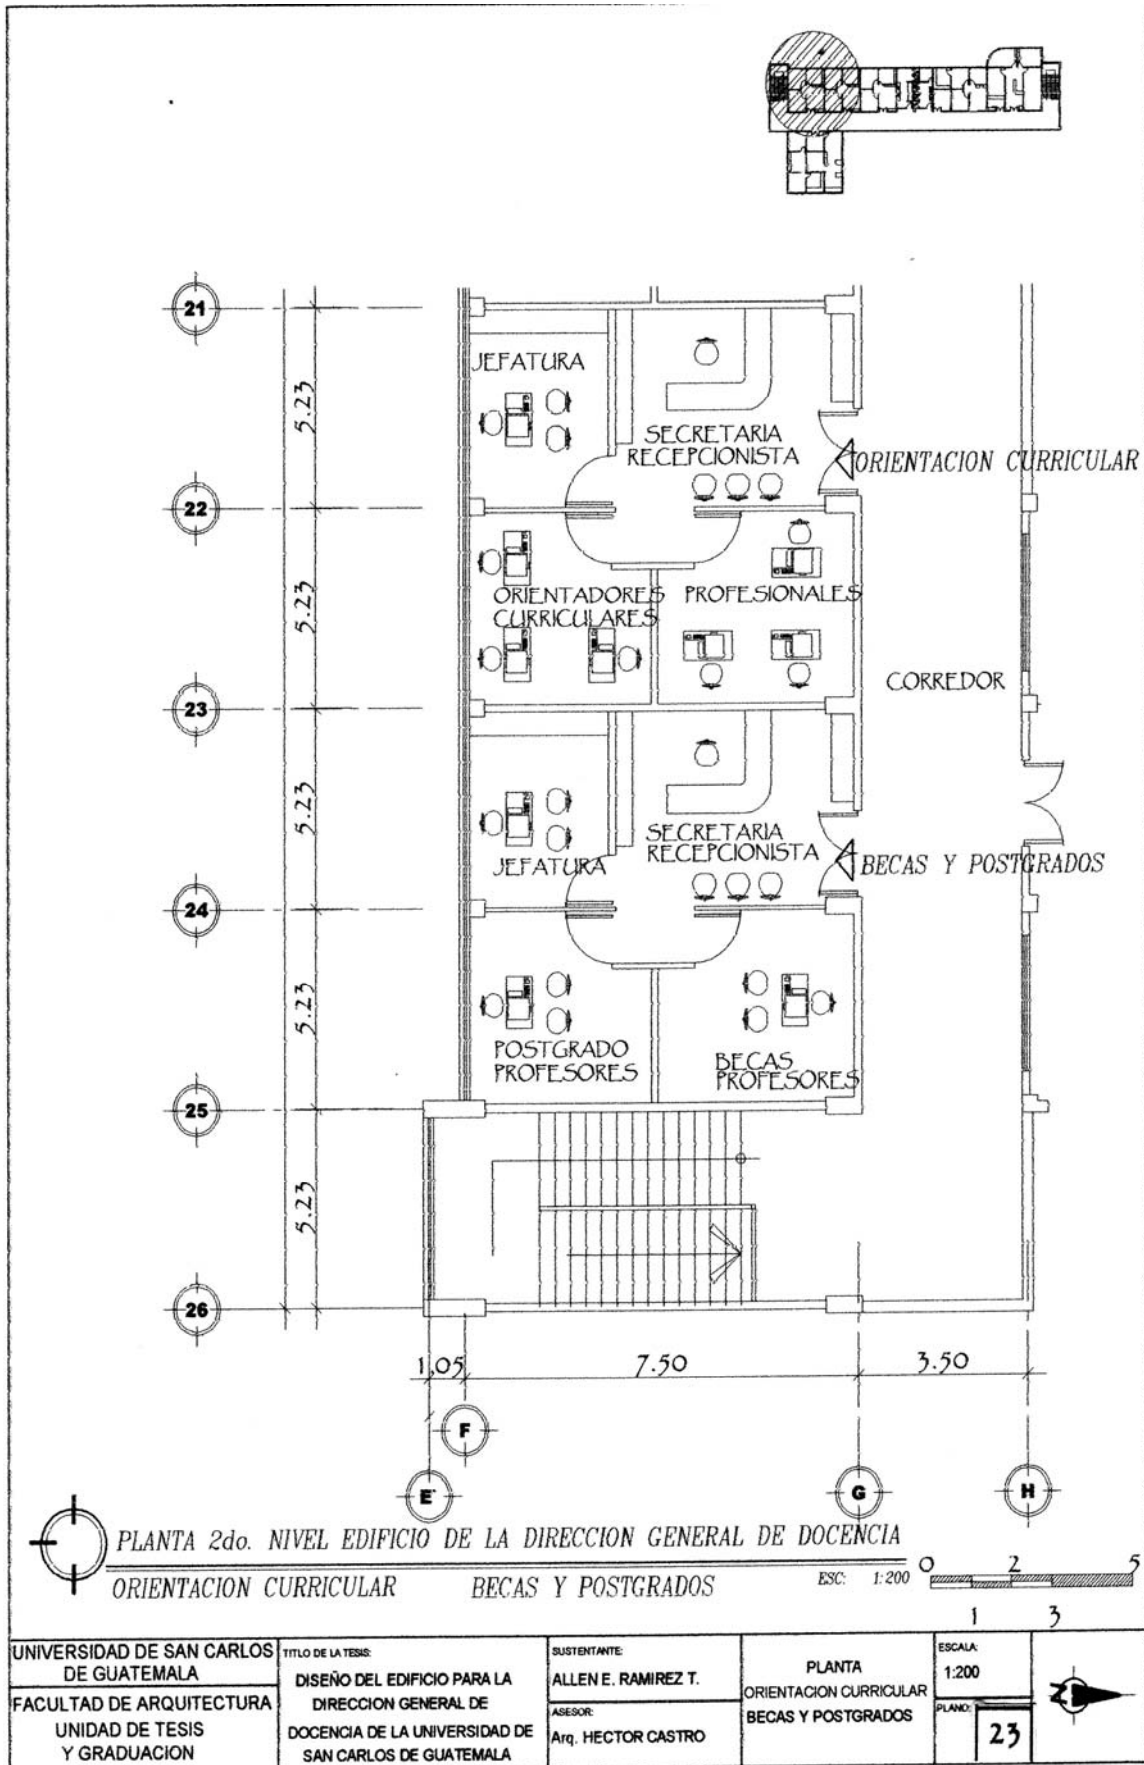 21
5.23
JEFATURA
SECRETARIA
RECEPCIONISTA
ORIENTACION CURRICULAR
22
5.23
ORIENTADORES
CURRICULARES
PROFESIONALES
CORREDOR
23
5.23
JEFATURA
SECRETARIA
RECEPCIONISTA
BECAS Y POSTGRADOS
24
5.23
POSTGRADO
PROFESORES
BECAS
PROFESORES
25
5.23
26
1.05
7.50
3.50
F
E'
G
H
PLANTA 2do. NIVEL EDIFICIO DE LA DIRECCION GENERAL DE DOCENCIA
ORIENTACION CURRICULAR BECAS Y POSTGRADOS
ESC: 1:200
0 2 5
1 3
UNIVERSIDAD DE SAN CARLOS
DE GUATEMALA
FACULTAD DE ARQUITECTURA
UNIDAD DE TESIS
Y GRADUACION
TITULO DE LA TESIS:
DISEÑO DEL EDIFICIO PARA LA
DIRECCION GENERAL DE
DOCENCIA DE LA UNIVERSIDAD DE
SAN CARLOS DE GUATEMALA
SUSTENTANTE:
ALLEN E. RAMIREZ T.
ASESOR:
Arq. HECTOR CASTRO
PLANTA
ORIENTACION CURRICULAR
BECAS Y POSTGRADOS
ESCALA:
1:200
PLANO:
23
N